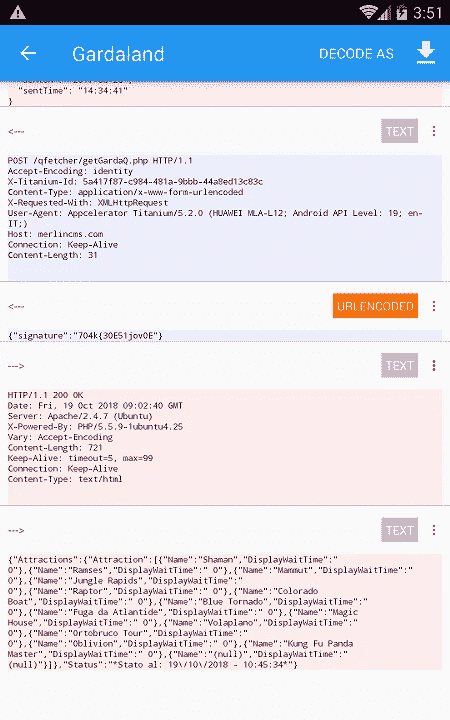 3:51
Gardaland
DECODE AS
"sentTime": "14:34:41"
}
<---
TEXT
POST /qfetcher/getGardaQ.php HTTP/1.1
Accept-Encoding: identity
X-Titanium-Id: 5a417f87-c984-481a-9bbb-44a8ed13c83c
Content-Type: application/x-www-form-urlencoded
X-Requested-With: XMLHttpRequest
User-Agent: Appcelerator Titanium/5.2.0 (HUAWEI MLA-L12; Android API Level: 19; en-
IT;)
Host: merlincms.com
Connection: Keep-Alive
Content-Length: 31
<---
URLENCODED
{"signature":"704k{30E51jov0E"}
--->
TEXT
HTTP/1.1 200 OK
Date: Fri, 19 Oct 2018 09:02:40 GMT
Server: Apache/2.4.7 (Ubuntu)
X-Powered-By: PHP/5.5.9-1ubuntu4.25
Vary: Accept-Encoding
Content-Length: 721
Keep-Alive: timeout=5, max=99
Connection: Keep-Alive
Content-Type: text/html
--->
TEXT
{"Attractions":{"Attraction":[{"Name":"Shaman","DisplayWaitTime":"
0"},{"Name":"Ramses","DisplayWaitTime":" 0"},{"Name":"Mammut","DisplayWaitTime":"
0"},{"Name":"Jungle Rapids","DisplayWaitTime":"
0"},{"Name":"Raptor","DisplayWaitTime":" 0"},{"Name":"Colorado
Boat","DisplayWaitTime":" 0"},{"Name":"Blue Tornado","DisplayWaitTime":"
0"},{"Name":"Fuga da Atlantide","DisplayWaitTime":" 0"},{"Name":"Magic
House","DisplayWaitTime":" 0"},{"Name":"Volaplano","DisplayWaitTime":"
0"},{"Name":"Ortobruco Tour","DisplayWaitTime":"
0"},{"Name":"Oblivion","DisplayWaitTime":" 0"},{"Name":"Kung Fu Panda
Master","DisplayWaitTime":" 0"},{"Name":"(null)","DisplayWaitTime":"
(null)"}]},"Status":"*Stato al: 19\/10\/2018 - 10:45:34*"}